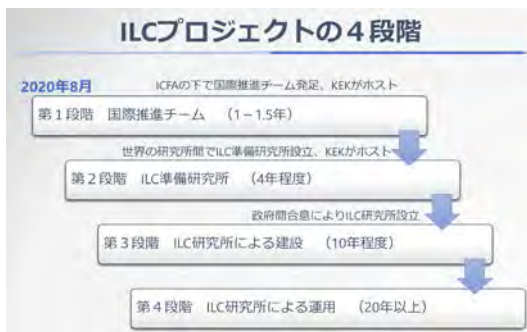 ILCプロジェクトの4段階
2020年8月
ICFAの下で国際推進チーム発足、KEKがホスト
第1段階 国際推進チーム (1-1.5年)
世界の研究所間でILC準備研究所設立、KEKがホスト
第2段階 ILC準備研究所 (4年程度)
政府間合意によりILC研究所設立
第3段階 ILC研究所による建設 (10年程度)
第4段階 ILC研究所による運用 (20年以上)